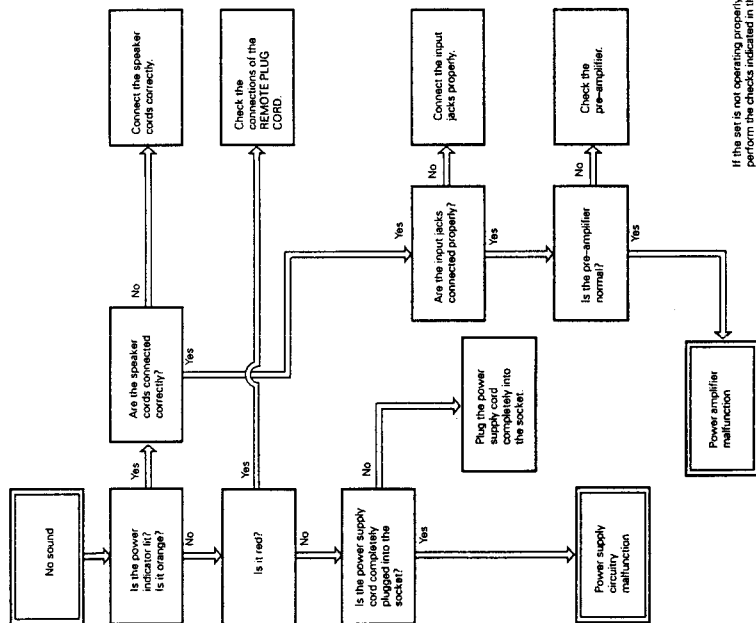 No sound
Is the power
indicator lit?
Is it orange?
Yes
No
Are the speaker
cords connected
correctly?
No
Yes
Connect the speaker
cords correctly.
Is it red?
Yes
No
Check the
connections of the
REMOTE PLUG
CORD.
Is the power supply
cord completely
plugged into the
socket?
No
Yes
Plug the power
supply cord
completely into
the socket.
Power supply
circuitry
malfunction
Yes
Are the input jacks
connected properly?
No
Yes
Connect the input
jacks properly.
Is the pre-amplifier
normal?
No
Yes
Check the
pre-amplifier.
Power amplifier
malfunction
If the set is not operating properly
perform the checks indicated in th